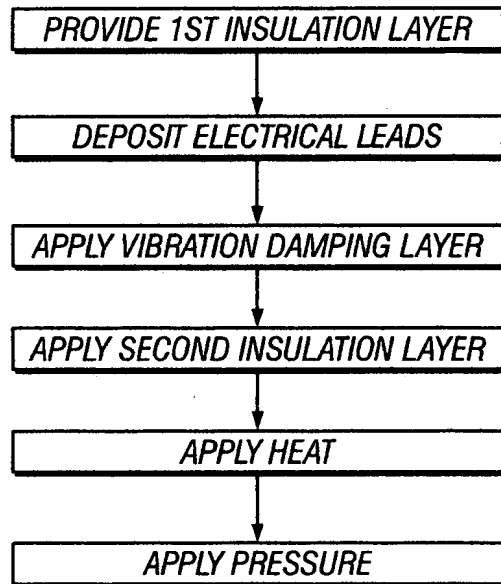 PROVIDE 1ST INSULATION LAYER
DEPOSIT ELECTRICAL LEADS
APPLY VIBRATION DAMPING LAYER
APPLY SECOND INSULATION LAYER
APPLY HEAT
APPLY PRESSURE